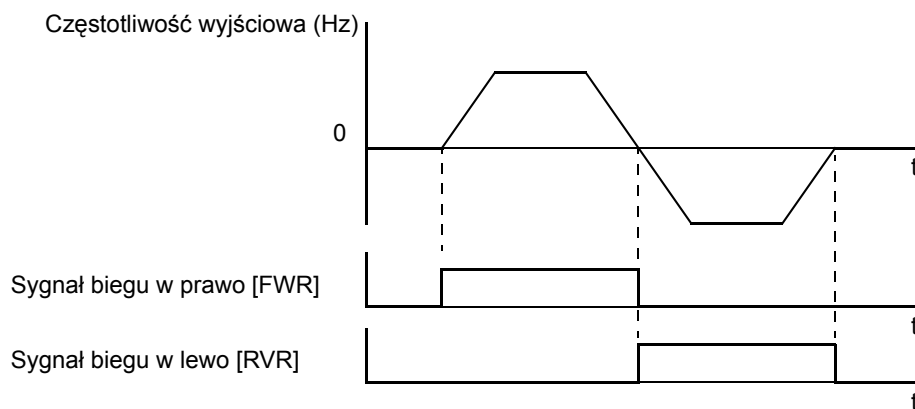 Częstotliwość wyjściowa (Hz)
0
t
Sygnał biegu w prawo [FWR]
t
Sygnał biegu w lewo [RVR]
t